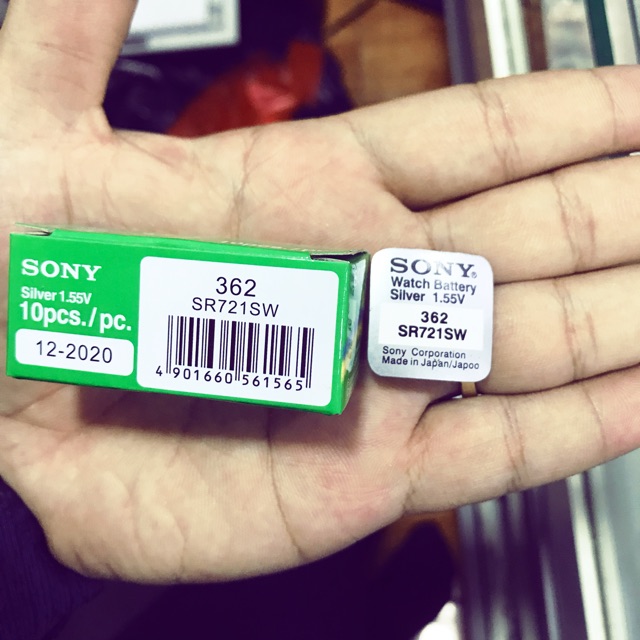 SONY
Silver 1.55V
10pcs./pc.
12-2020
362
SR721SW
4 901660 561565
SONY®
Watch Battery
Silver 1.55V
362
SR721SW
Sony Corporation
Made in Japan/Japoo